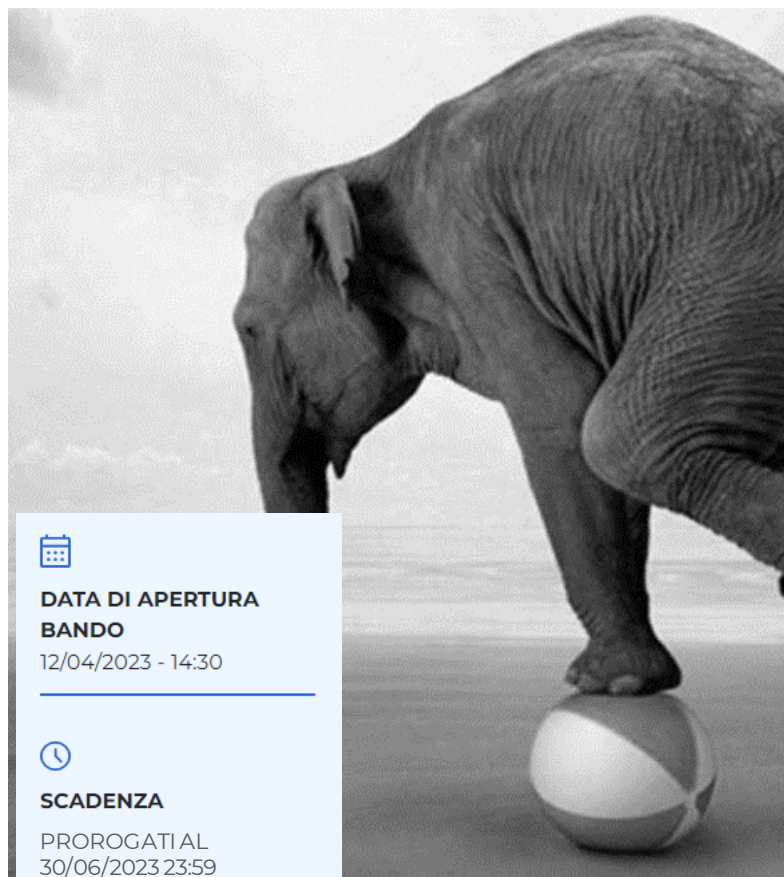 DATA DI APERTURA
BANDO
12/04/2023 - 14:30
SCADENZA
PROROGATI AL
30/06/2023 23:59